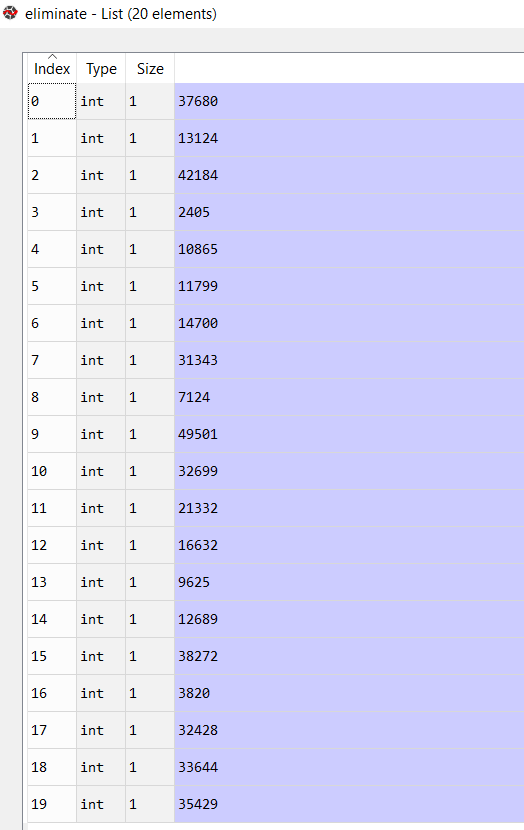 eliminate - List (20 elements)
Index Type Size
0 int 1 37680
1 int 1 13124
2 int 1 42184
3 int 1 2405
4 int 1 10865
5 int 1 11799
6 int 1 14700
7 int 1 31343
8 int 1 7124
9 int 1 49501
10 int 1 32699
11 int 1 21332
12 int 1 16632
13 int 1 9625
14 int 1 12689
15 int 1 38272
16 int 1 3820
17 int 1 32428
18 int 1 33644
19 int 1 35429